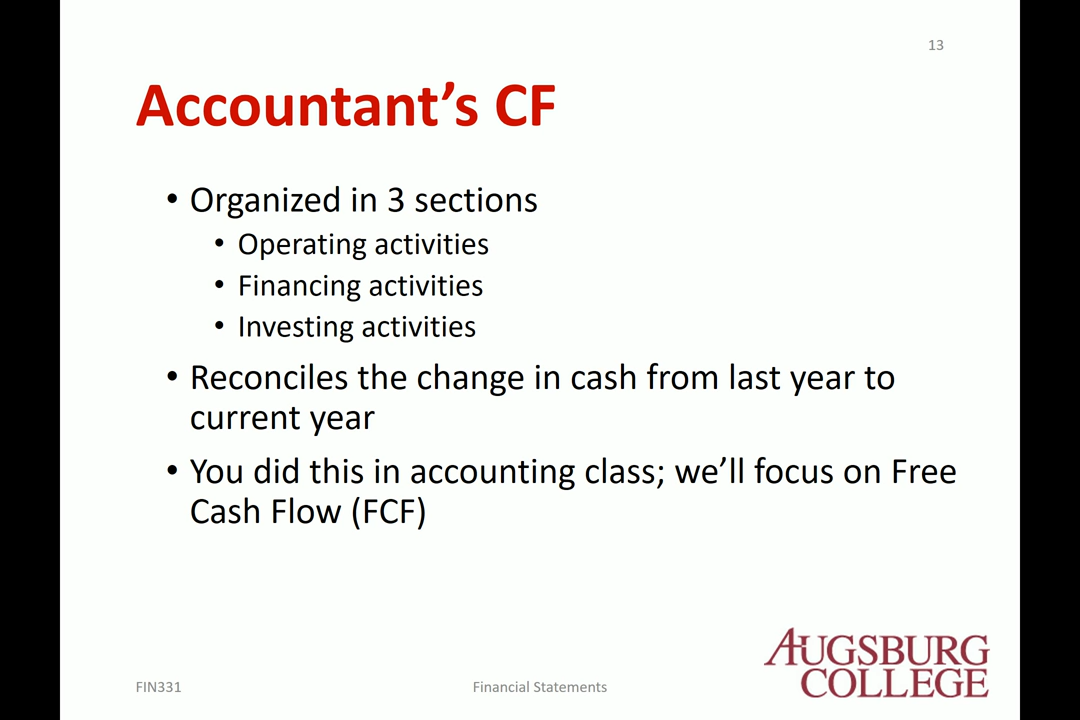 13
Accountant’s CF
• Organized in 3 sections
• Operating activities
• Financing activities
• Investing activities
• Reconciles the change in cash from last year to
current year
• You did this in accounting class; we’ll focus on Free
Cash Flow (FCF)
FIN331
Financial Statements
AUGSBURG
COLLEGE